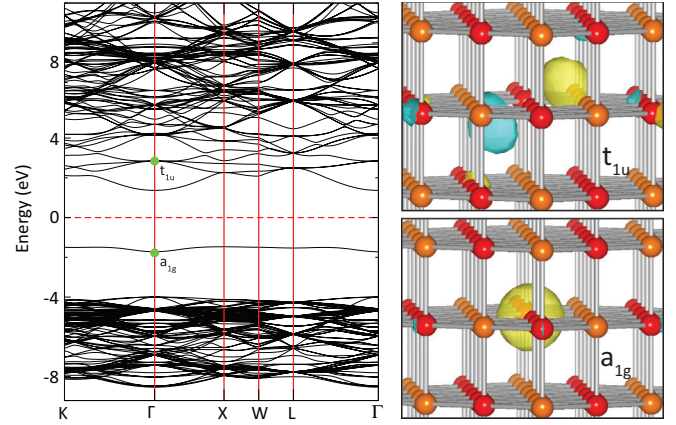 Energy (eV)
8
4
0
-4
-8
t1u
a1g
K Γ X W L Γ
t1u
a1g